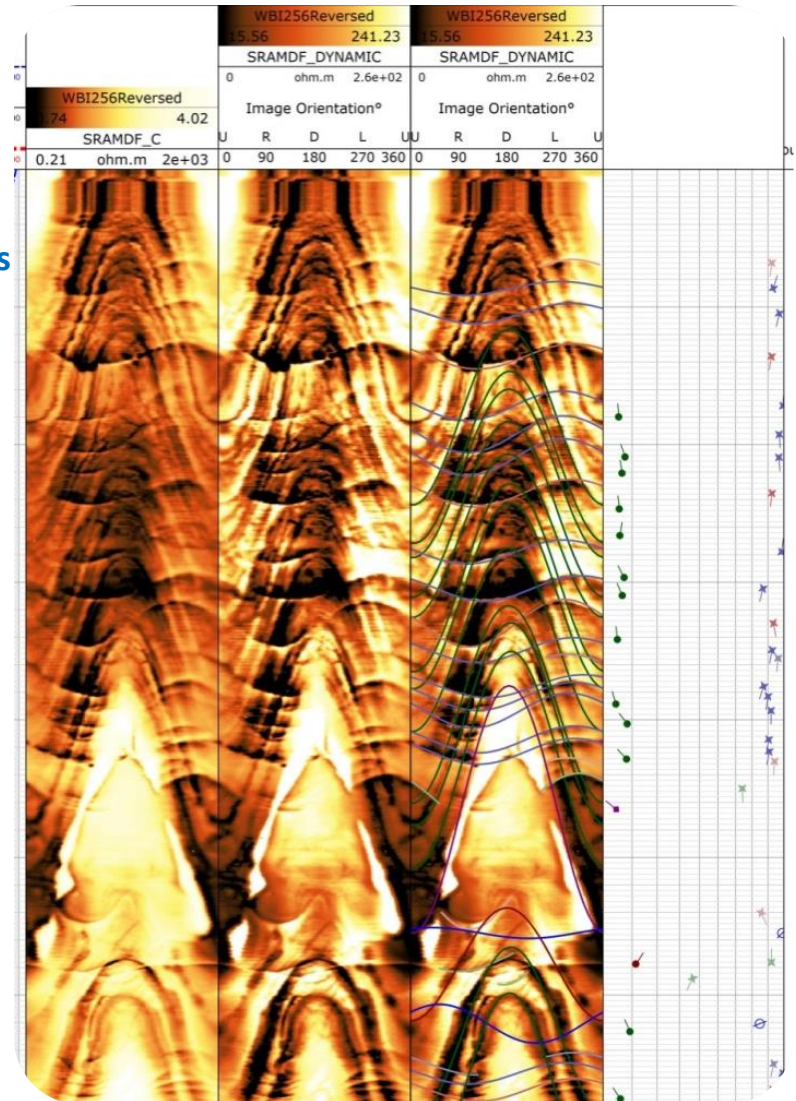 WBI256Reversed
15.56 241.23
SRAMDF_DYNAMIC
0 ohm.m 2.6e+02
Image Orientation°
U R D L U
0 90 180 270 360
WBI256Reversed
15.56 241.23
SRAMDF_DYNAMIC
0 ohm.m 2.6e+02
Image Orientation°
U R D L U
0 90 180 270 360
WBI256Reversed
.74 4.02
SRAMDF_C
0.21 ohm.m 2e+03
s